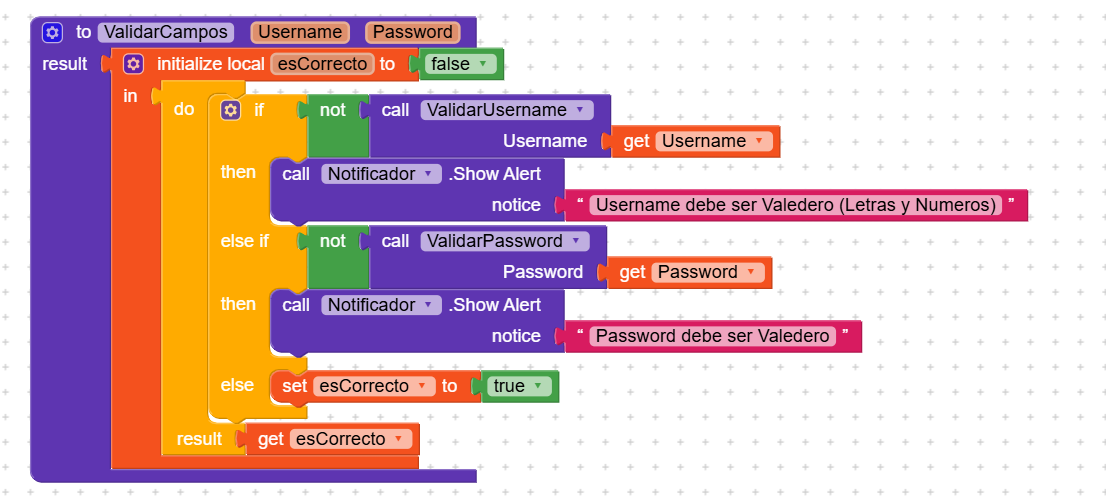 to ValidarCampos Username Password
result initialize local esCorrecto to false
in do if not call ValidarUsername
Username get Username
then call Notificador .Show Alert
notice “ Username debe ser Valedero (Letras y Numeros) ”
else if not call ValidarPassword
Password get Password
then call Notificador .Show Alert
notice “ Password debe ser Valedero ”
else set esCorrecto to true
result get esCorrecto